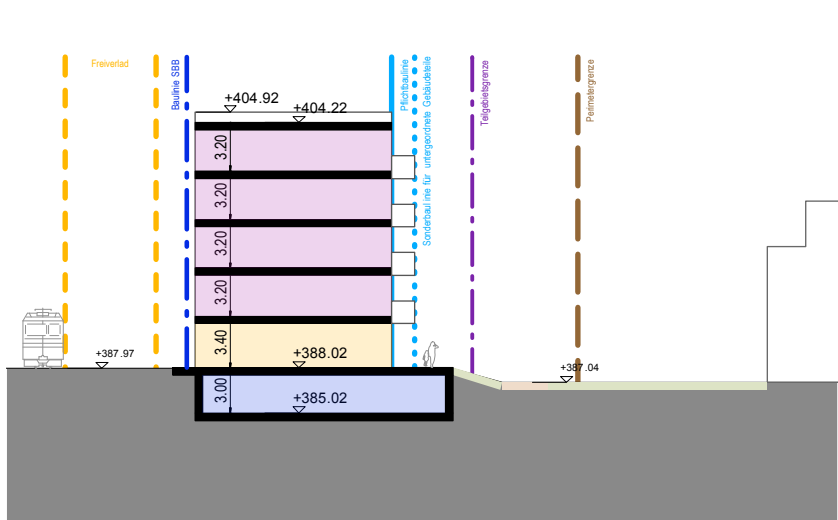 Freiverlad
Baulinie SBB
Pflichtbaulinie
Sonderbaulinie für untergeordnete Gebäudeteile
Teilgebietsgrenze
Perimetergrenze
+404.92
+404.22
3.20
3.20
3.20
3.20
3.40
+387.97
+388.02
+387.04
3.00
+385.02